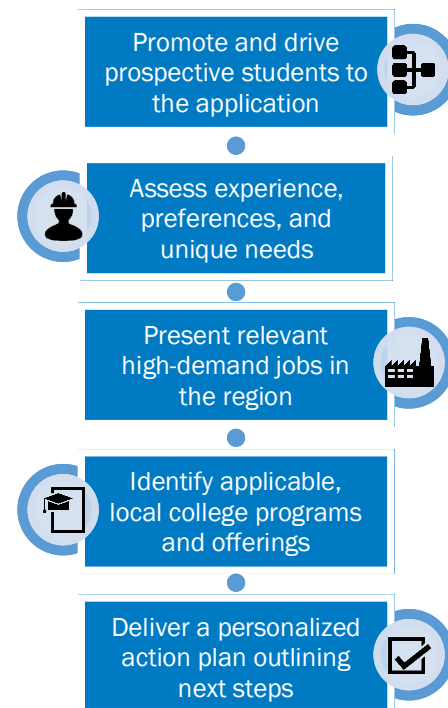 Promote and drive
prospective students to
the application
Assess experience,
preferences, and
unique needs
Present relevant
high-demand jobs in
the region
Identify applicable,
local college programs
and offerings
Deliver a personalized
action plan outlining
next steps